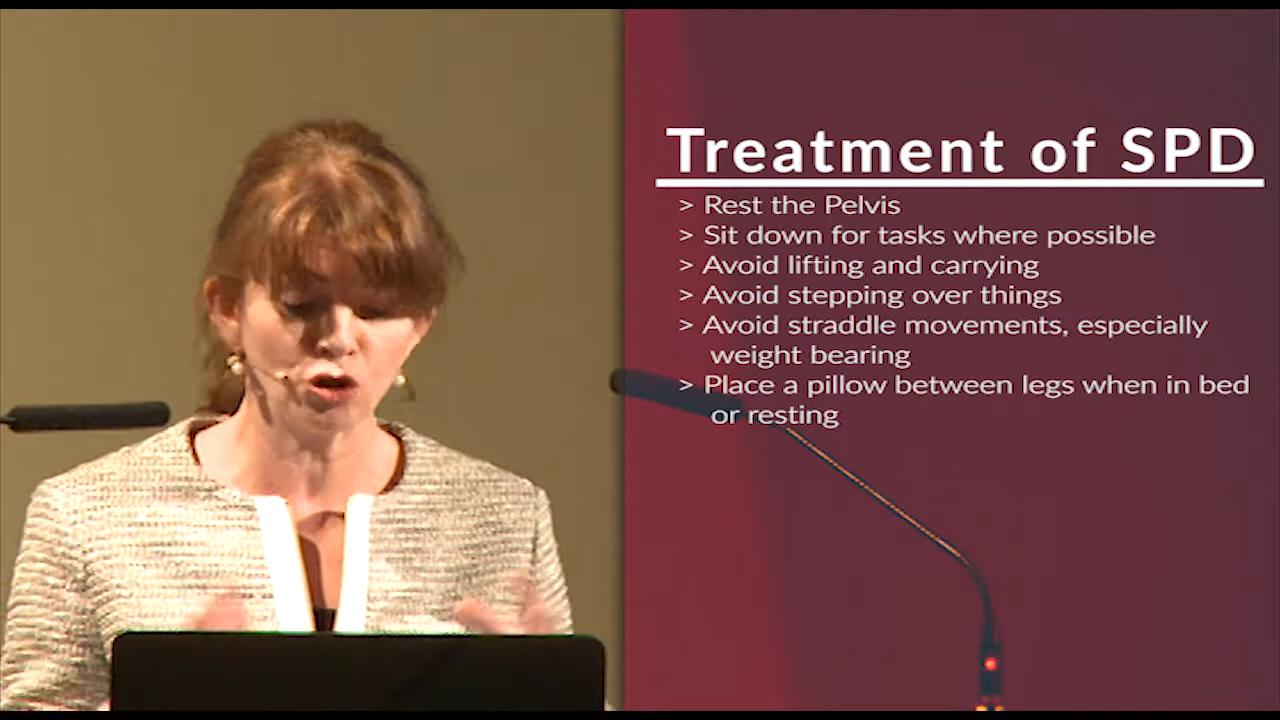 Treatment of SPD
> Rest the Pelvis
> Sit down for tasks where possible
> Avoid lifting and carrying
> Avoid stepping over things
> Avoid straddle movements, especially
weight bearing
> Place a pillow between legs when in bed
or resting